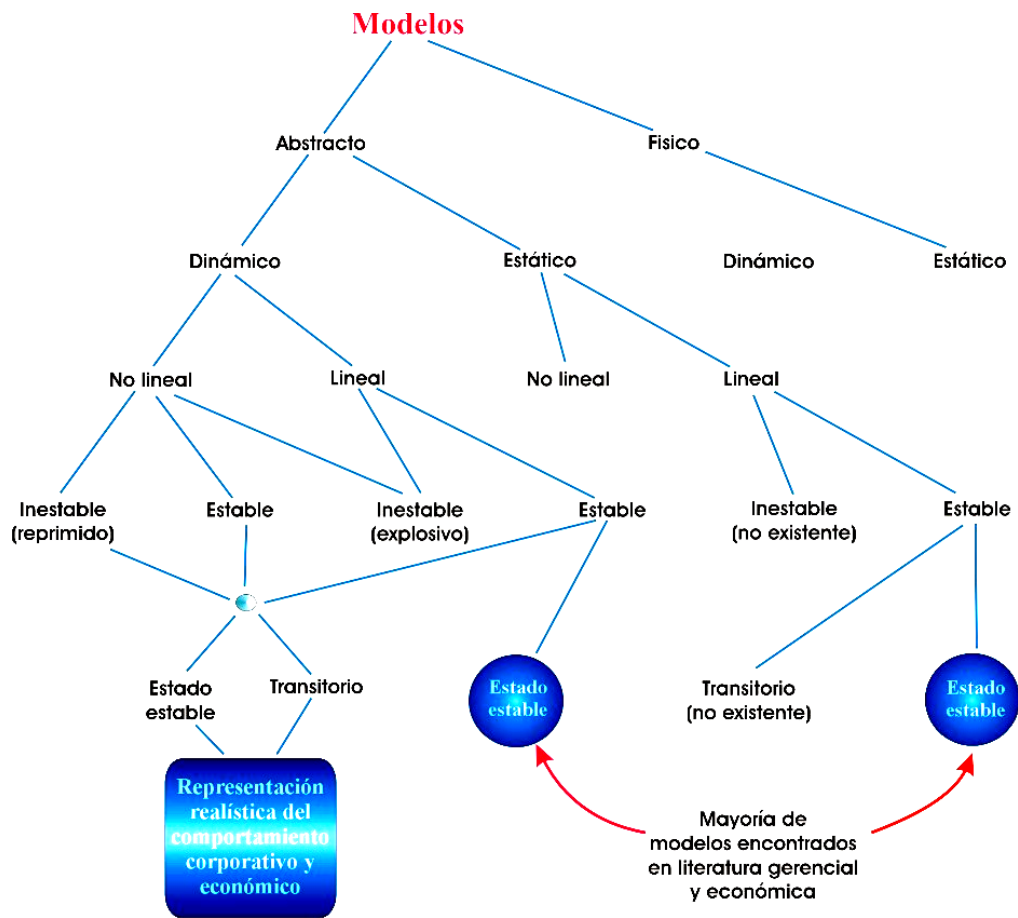 Modelos
Abstracto
Fisico
Dinámico
Estático
Dinámico
Estático
No lineal
Lineal
No lineal
Lineal
Inestable
(reprimido)
Estable
Inestable
(explosivo)
Estable
Inestable
(no existente)
Estable
Estado
estable
Transitorio
Estado
estable
Transitorio
(no existente)
Estado
estable
Representación
realística del
comportamiento
corporativo y
económico
Mayoría de
modelos encontrados
en literatura gerencial
y económica